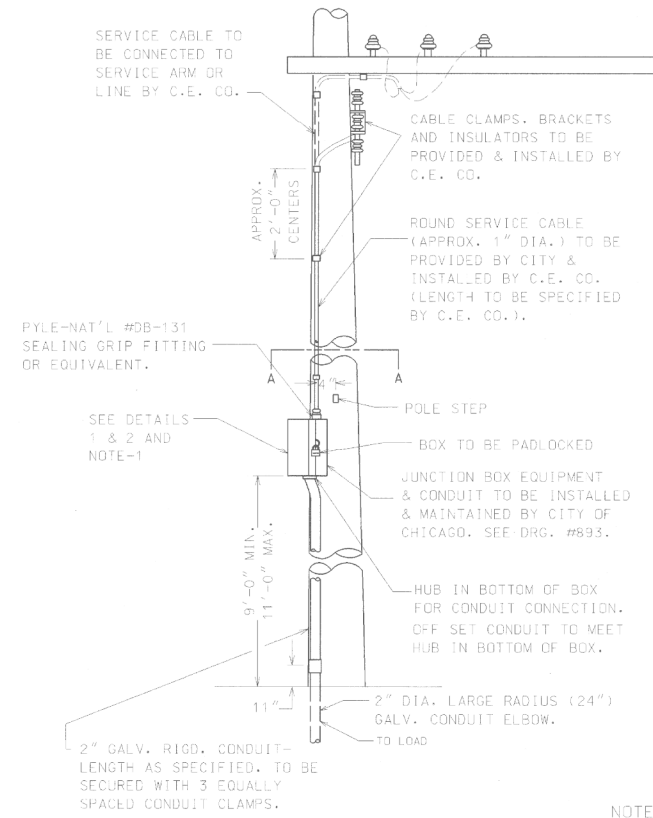 SERVICE CABLE TO
BE CONNECTED TO
SERVICE ARM OR
LINE BY C.E. CO.
CABLE CLAMPS. BRACKETS
AND INSULATORS TO BE
PROVIDED & INSTALLED BY
C.E. CO.
APPROX.
2'-0"
CENTERS
ROUND SERVICE CABLE
(APPROX. 1" DIA.) TO BE
PROVIDED BY CITY &
INSTALLED BY C.E. CO.
(LENGTH TO BE SPECIFIED
BY C.E. CO.).
PYLE-NAT'L #DB-131
SEALING GRIP FITTING
OR EQUIVALENT.
A
A
4"
POLE STEP
SEE DETAILS
1 & 2 AND
NOTE-1
BOX TO BE PADLOCKED
JUNCTION BOX EQUIPMENT
& CONDUIT TO BE INSTALLED
& MAINTAINED BY CITY OF
CHICAGO. SEE DRG. #893.
9'-0" MIN.
11'-0" MAX.
HUB IN BOTTOM OF BOX
FOR CONDUIT CONNECTION.
OFF SET CONDUIT TO MEET
HUB IN BOTTOM OF BOX.
11"
2" DIA. LARGE RADIUS (24")
GALV. CONDUIT ELBOW.
TO LOAD
2" GALV. RIGD. CONDUIT-
LENGTH AS SPECIFIED. TO BE
SECURED WITH 3 EQUALLY
SPACED CONDUIT CLAMPS.
NOTE